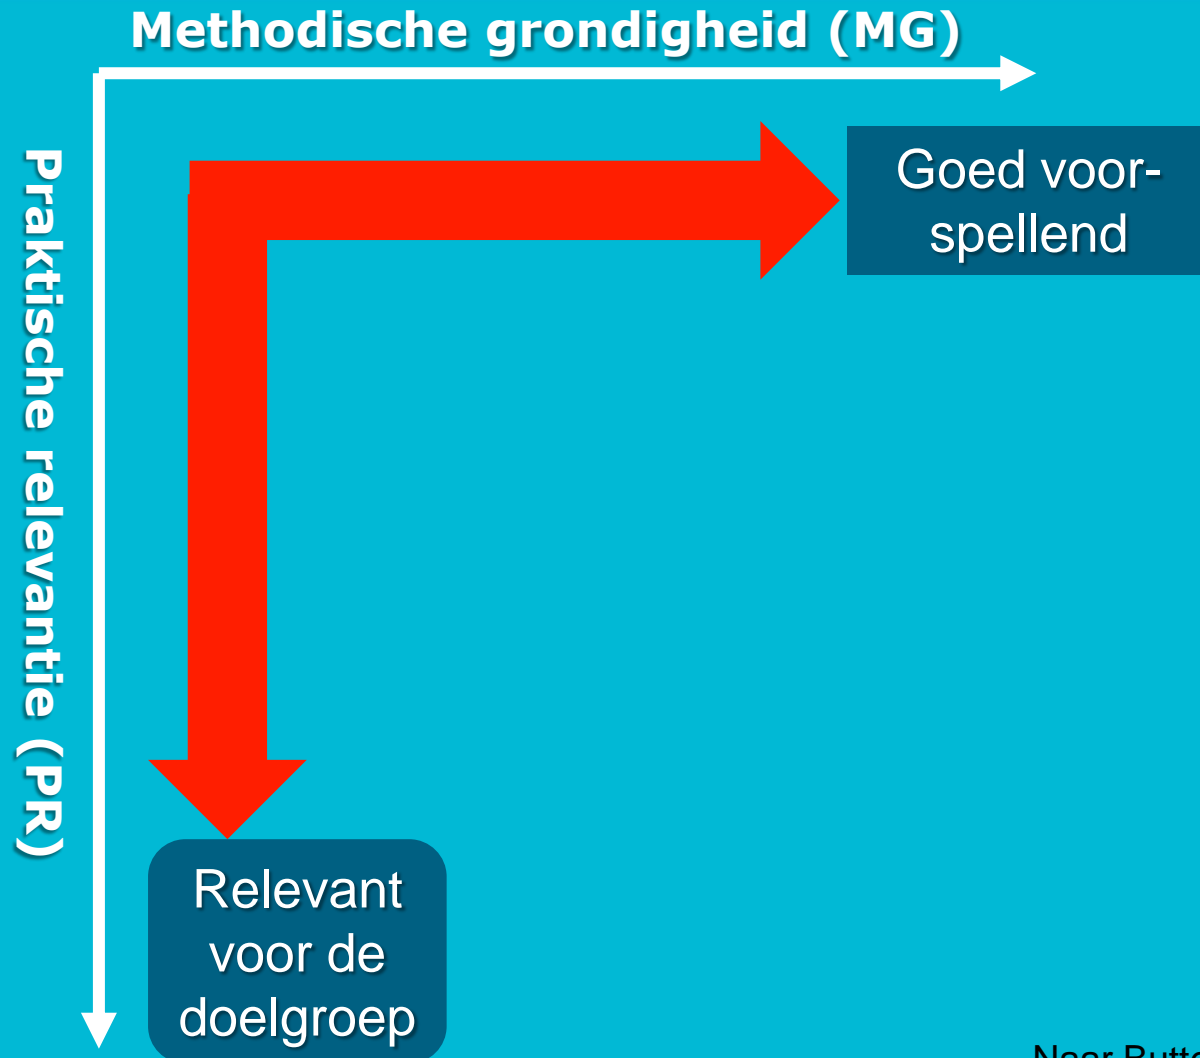 Methodische grondigheid (MG)
Praktische relevantie (PR)
Goed voor-
spellend
Relevant
voor de
doelgroep